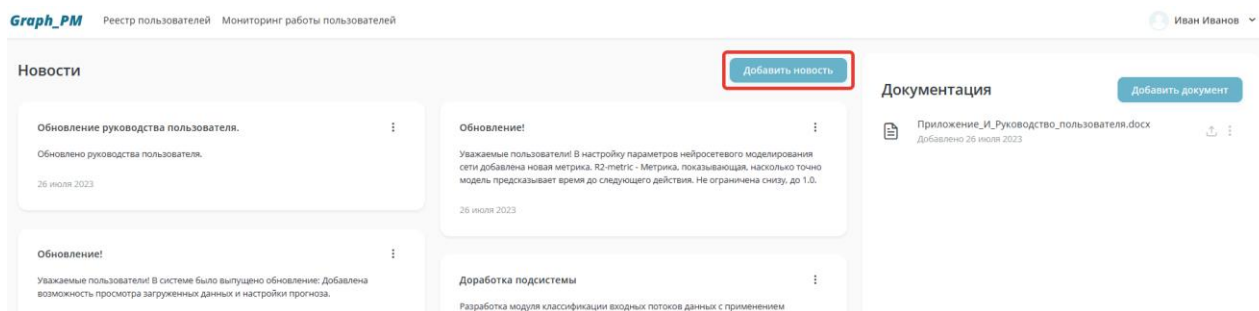 Graph_PM Реестр пользователей Мониторинг работы пользователей Иван Иванов
Новости
Добавить новость
Обновление руководства пользователя.
Обновлено руководства пользователя.
26 июля 2023
Обновление!
Уважаемые пользователи! В настройку параметров нейросетевого моделирования
сети добавлена новая метрика. R2-metric - Метрика, показывающая, насколько точно
модель предсказывает время до следующего действия. Не ограничена снизу, до 1.0.
26 июля 2023
Обновление!
Уважаемые пользователи! В системе было выпущено обновление: Добавлена
возможность просмотра загруженных данных и настройки прогноза.
Доработка подсистемы
Разработка модуля классификации входных потоков данных с применением
Документация
Добавить документ
Приложение_И_Руководство_пользователя.docx
Добавлено 26 июля 2023